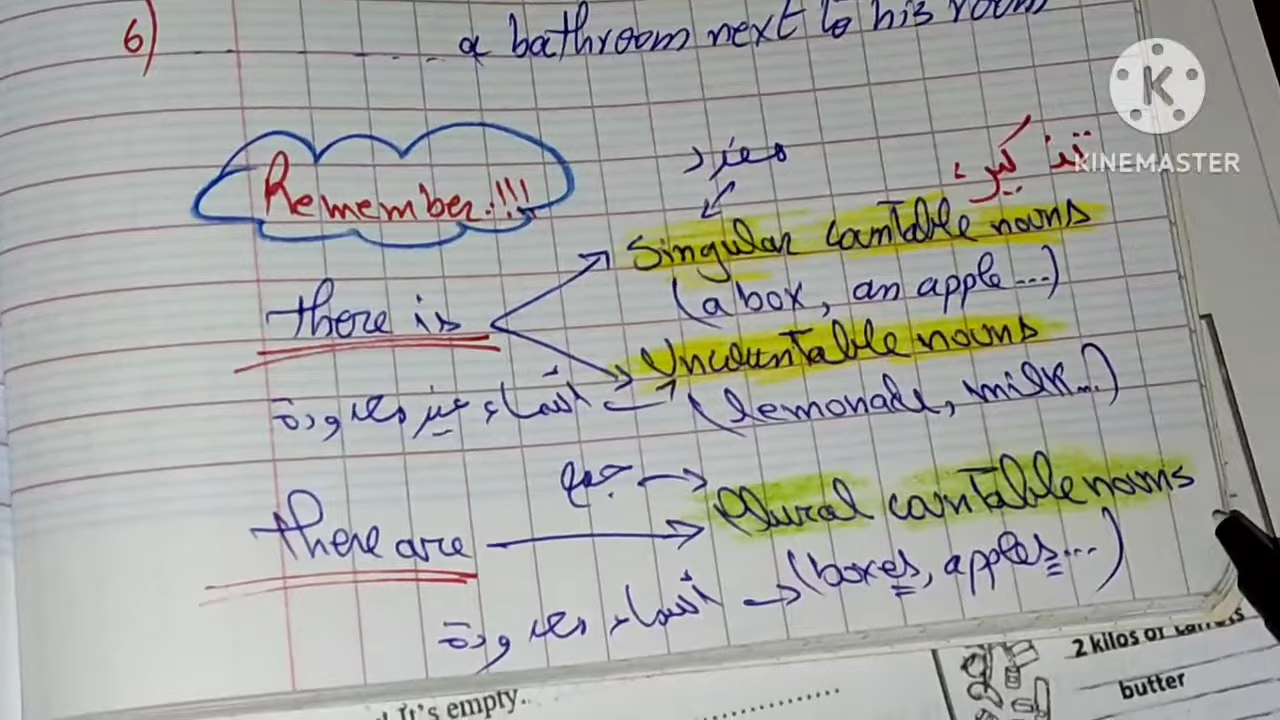 6) ............ a bathroom next to his room
K
KINEMASTER
تذكير،
مفرد
Remember!!!
Singular countable nouns
(a box, an apple...)
there is
Uncountable nouns
أسماء غير معدودة
(lemonade, milk...)
جمع
Plural countable nouns
there are
(boxes, apples...)
أسماء معدودة
It's empty.
2 kilos of carrots
butter